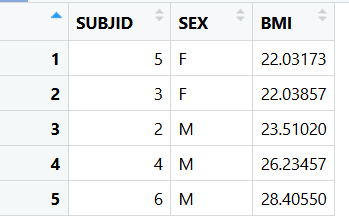 SUBJID SEX BMI
1 5 F 22.03173
2 3 F 22.03857
3 2 M 23.51020
4 4 M 26.23457
5 6 M 28.40550